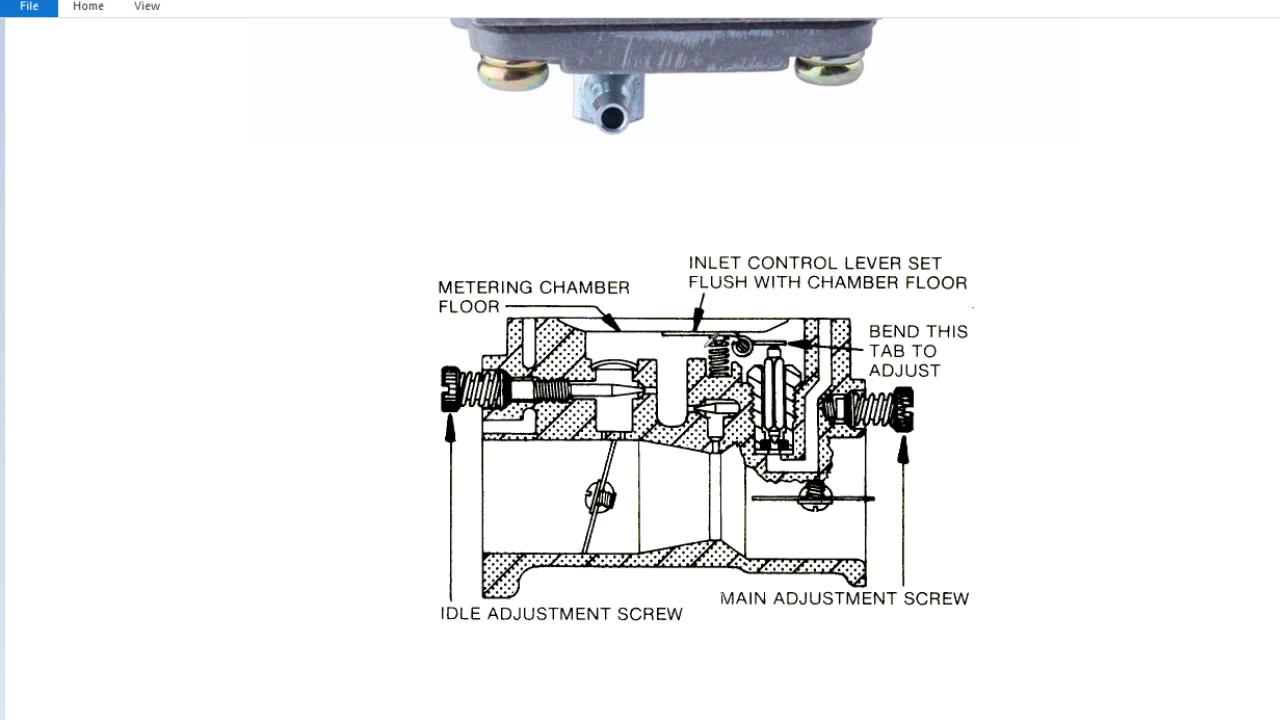 File Home View
INLET CONTROL LEVER SET
FLUSH WITH CHAMBER FLOOR
METERING CHAMBER
FLOOR
BEND THIS
TAB TO
ADJUST
MAIN ADJUSTMENT SCREW
IDLE ADJUSTMENT SCREW